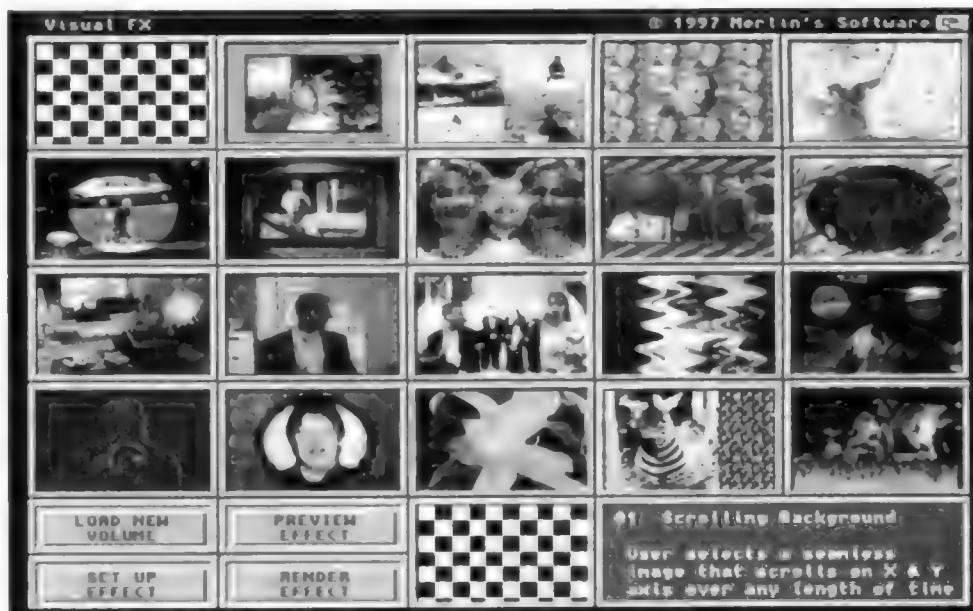 Visual FX
© 1997 Merlin's Software
LOAD NEW
VOLUME
PREVIEW
EFFECT
SET UP
EFFECT
RENDER
EFFECT
01 Scrolling Background
User selects a seamless
image that scrolls on X & Y
axis over any length of time